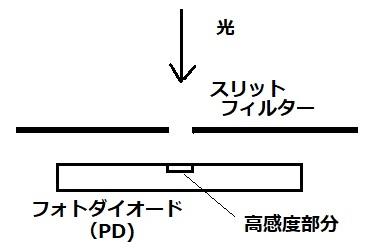 光
スリット
フィルター
フォトダイオード
（PD)
高感度部分